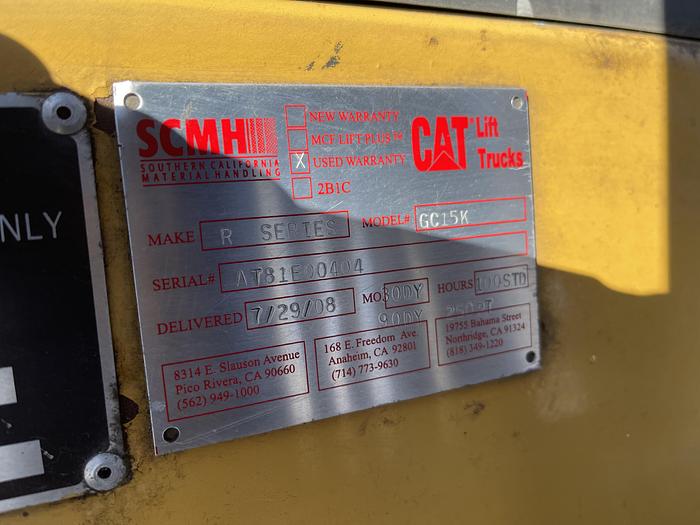 NLY
SCMH
SOUTHERN CALIFORNIA
MATERIAL HANDLING
NEW WARRANTY
MCF LIFT PLUS™
X USED WARRANTY
2B1C
CAT® Lift
Trucks
MAKE R SERIES MODEL# GC15K
SERIAL# AT81F00404
DELIVERED 7/29/08 MO 30DY HOURS 100STD
90DY 250PT
8314 E. Slauson Avenue
Pico Rivera, CA 90660
(562) 949-1000
168 E. Freedom Ave.
Anaheim, CA 92801
(714) 773-9630
19755 Bahama Street
Northridge, CA 91324
(818) 349-1220